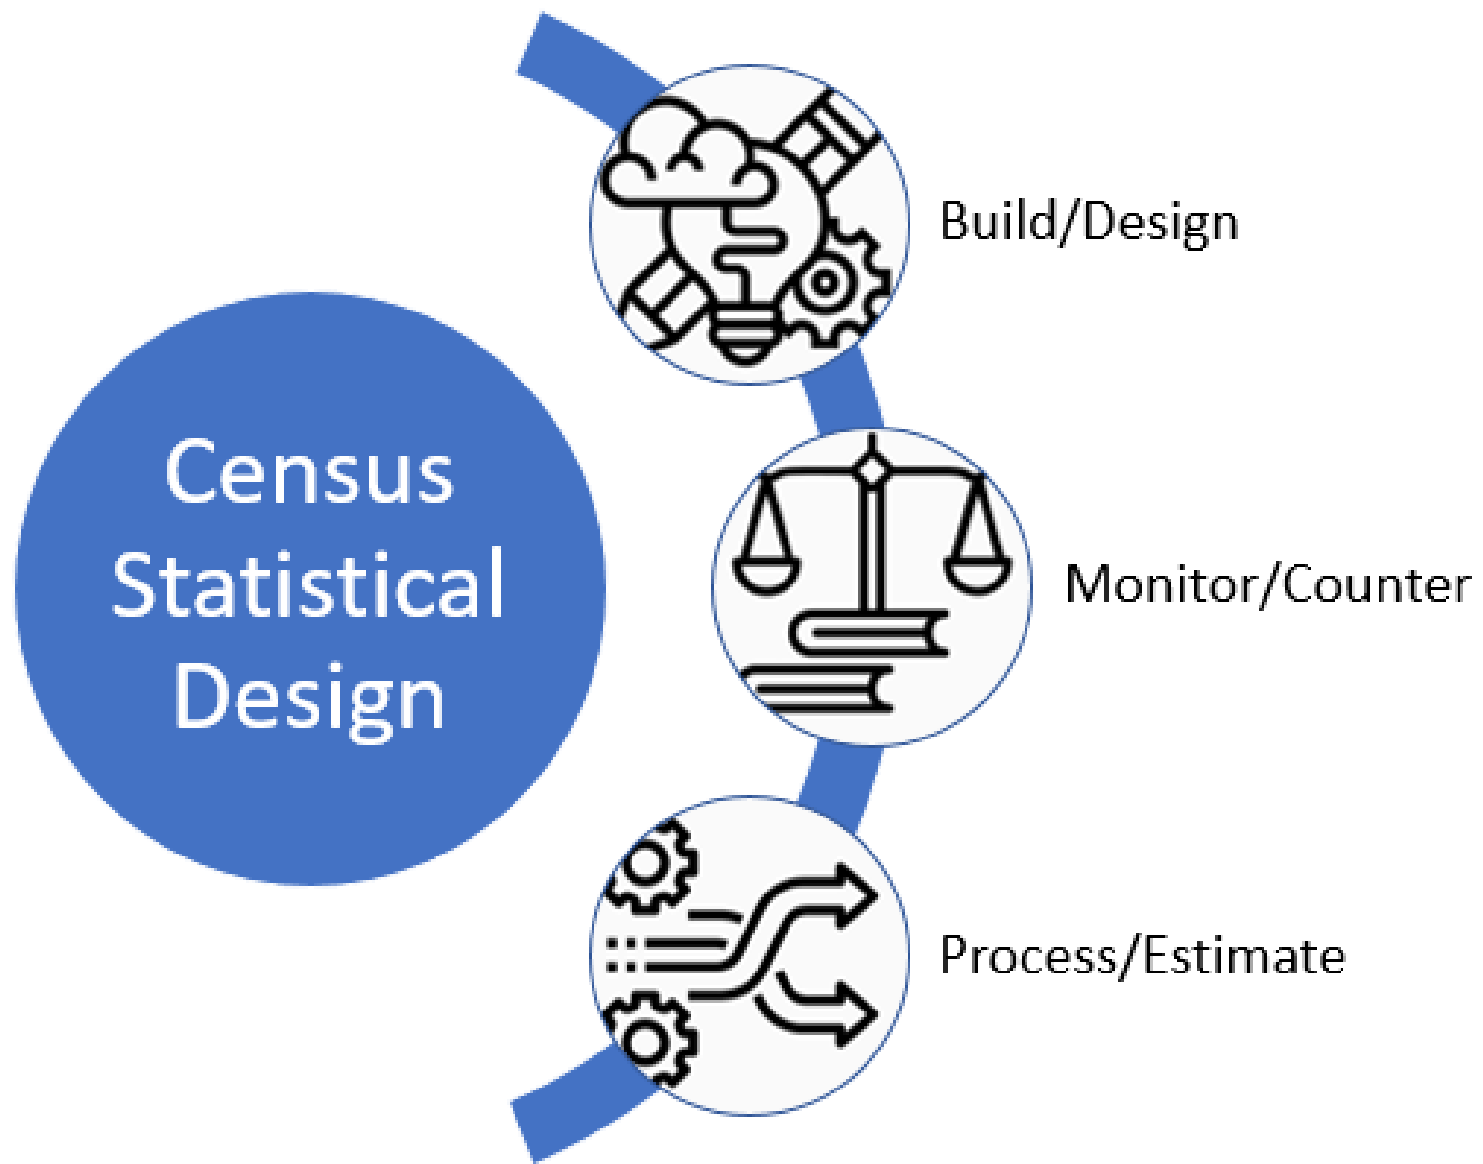 Census
Statistical
Design
Build/Design
Monitor/Counter
Process/Estimate